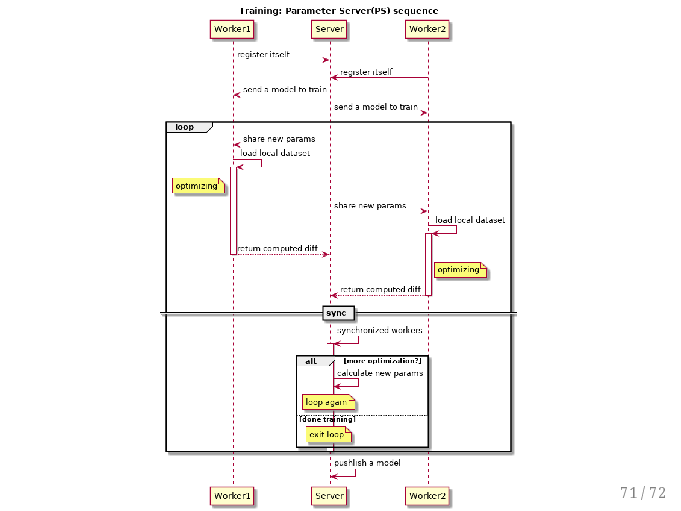 Training: Parameter Server(PS) sequence
Worker1 Server Worker2
register itself
register itself
send a model to train
send a model to train
loop
share new params
load local dataset
optimizing
share new params
load local dataset
return computed diff
optimizing
return computed diff
sync
synchronized workers
alt [more optimization?]
calculate new params
loop again
[done training]
exit loop
pushlish a model
Worker1 Server Worker2
71 / 72